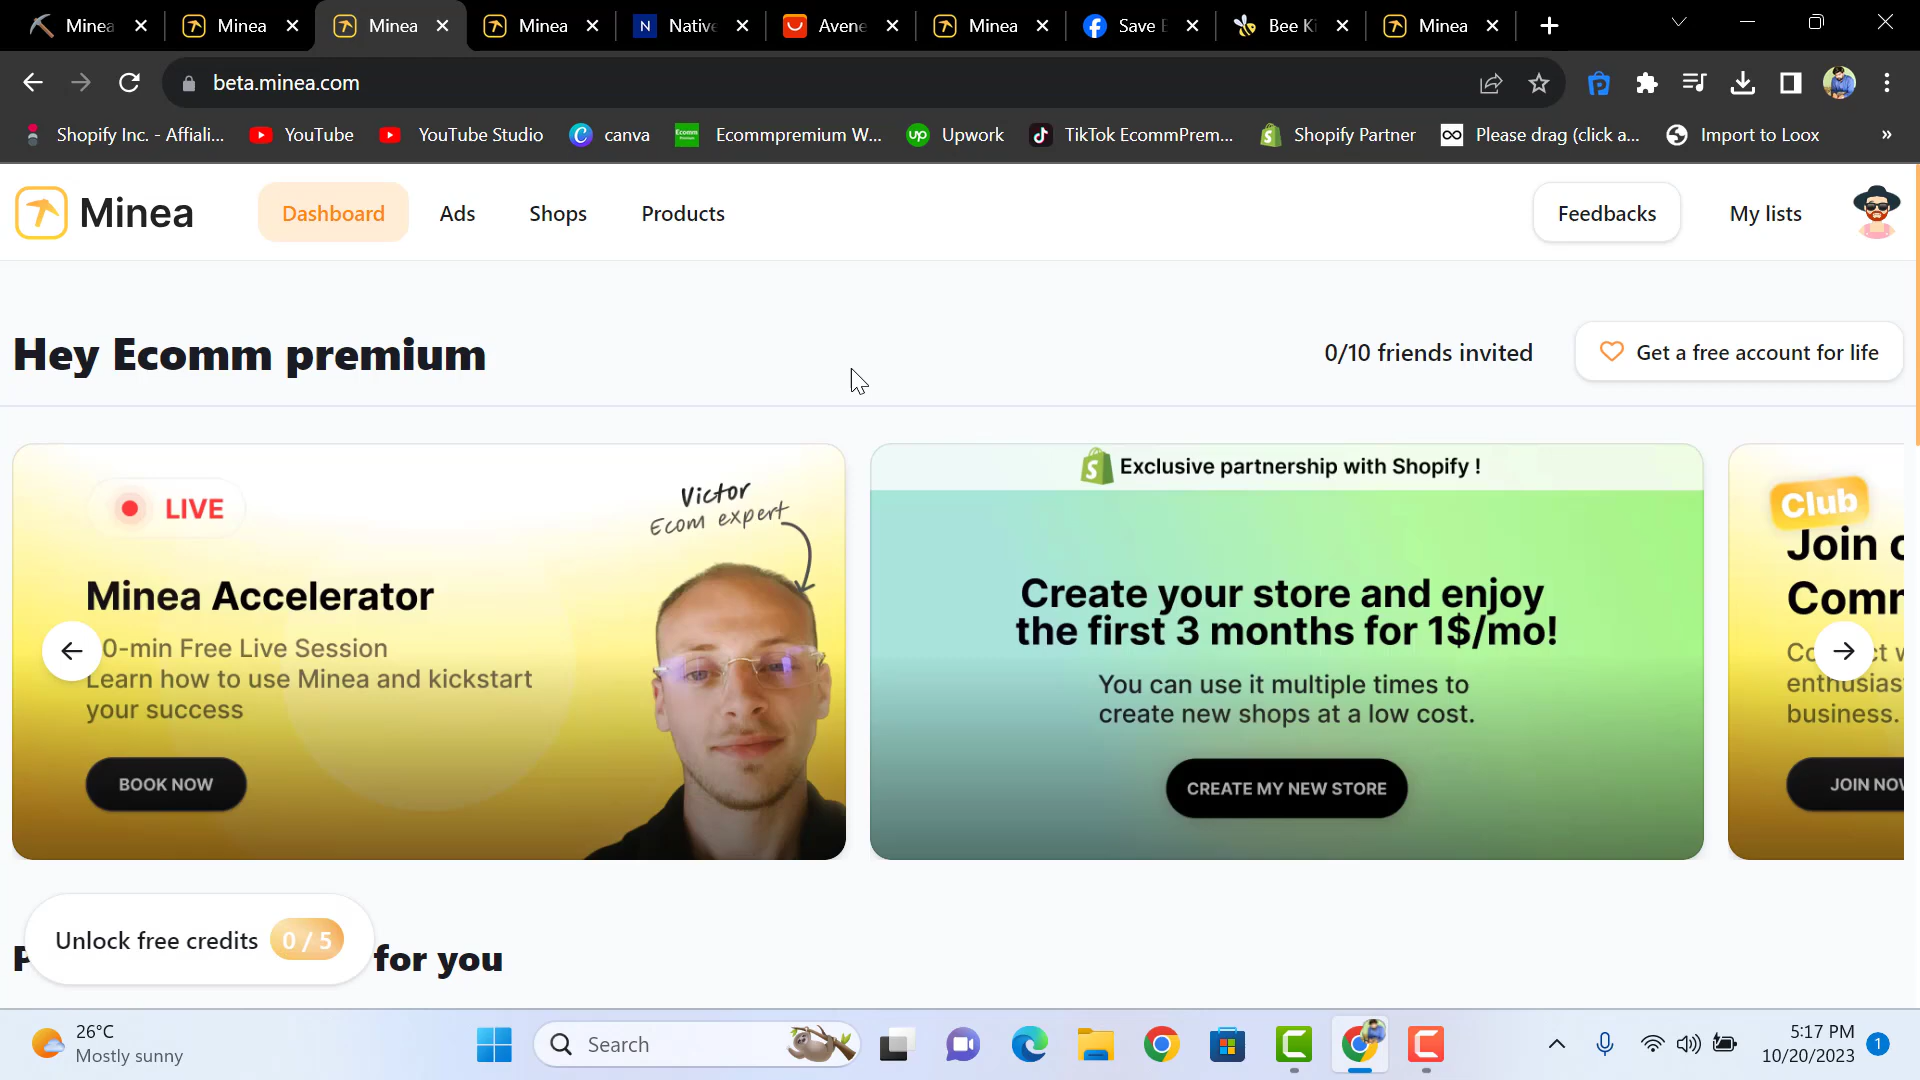 Minea
Minea
Minea
Minea
Native
Avene
Minea
Save
Bee Ki
Minea
beta.minea.com
Shopify Inc. - Affiali...
YouTube
YouTube Studio
canva
Ecommpremium W...
Upwork
TikTok EcommPrem...
Shopify Partner
Please drag (click a...
Import to Loox
»
Minea
Dashboard
Ads
Shops
Products
Feedbacks
My lists
Hey Ecomm premium
0/10 friends invited
Get a free account for life
LIVE
Victor
Ecom expert
Minea Accelerator
0-min Free Live Session
Learn how to use Minea and kickstart
your success
BOOK NOW
Exclusive partnership with Shopify !
Create your store and enjoy
the first 3 months for 1$/mo!
You can use it multiple times to
create new shops at a low cost.
CREATE MY NEW STORE
Club
Join
Comm
enthusias
business.
JOIN NOW
Unlock free credits 0 / 5
for you
26°C
Mostly sunny
Search
5:17 PM
10/20/2023
1